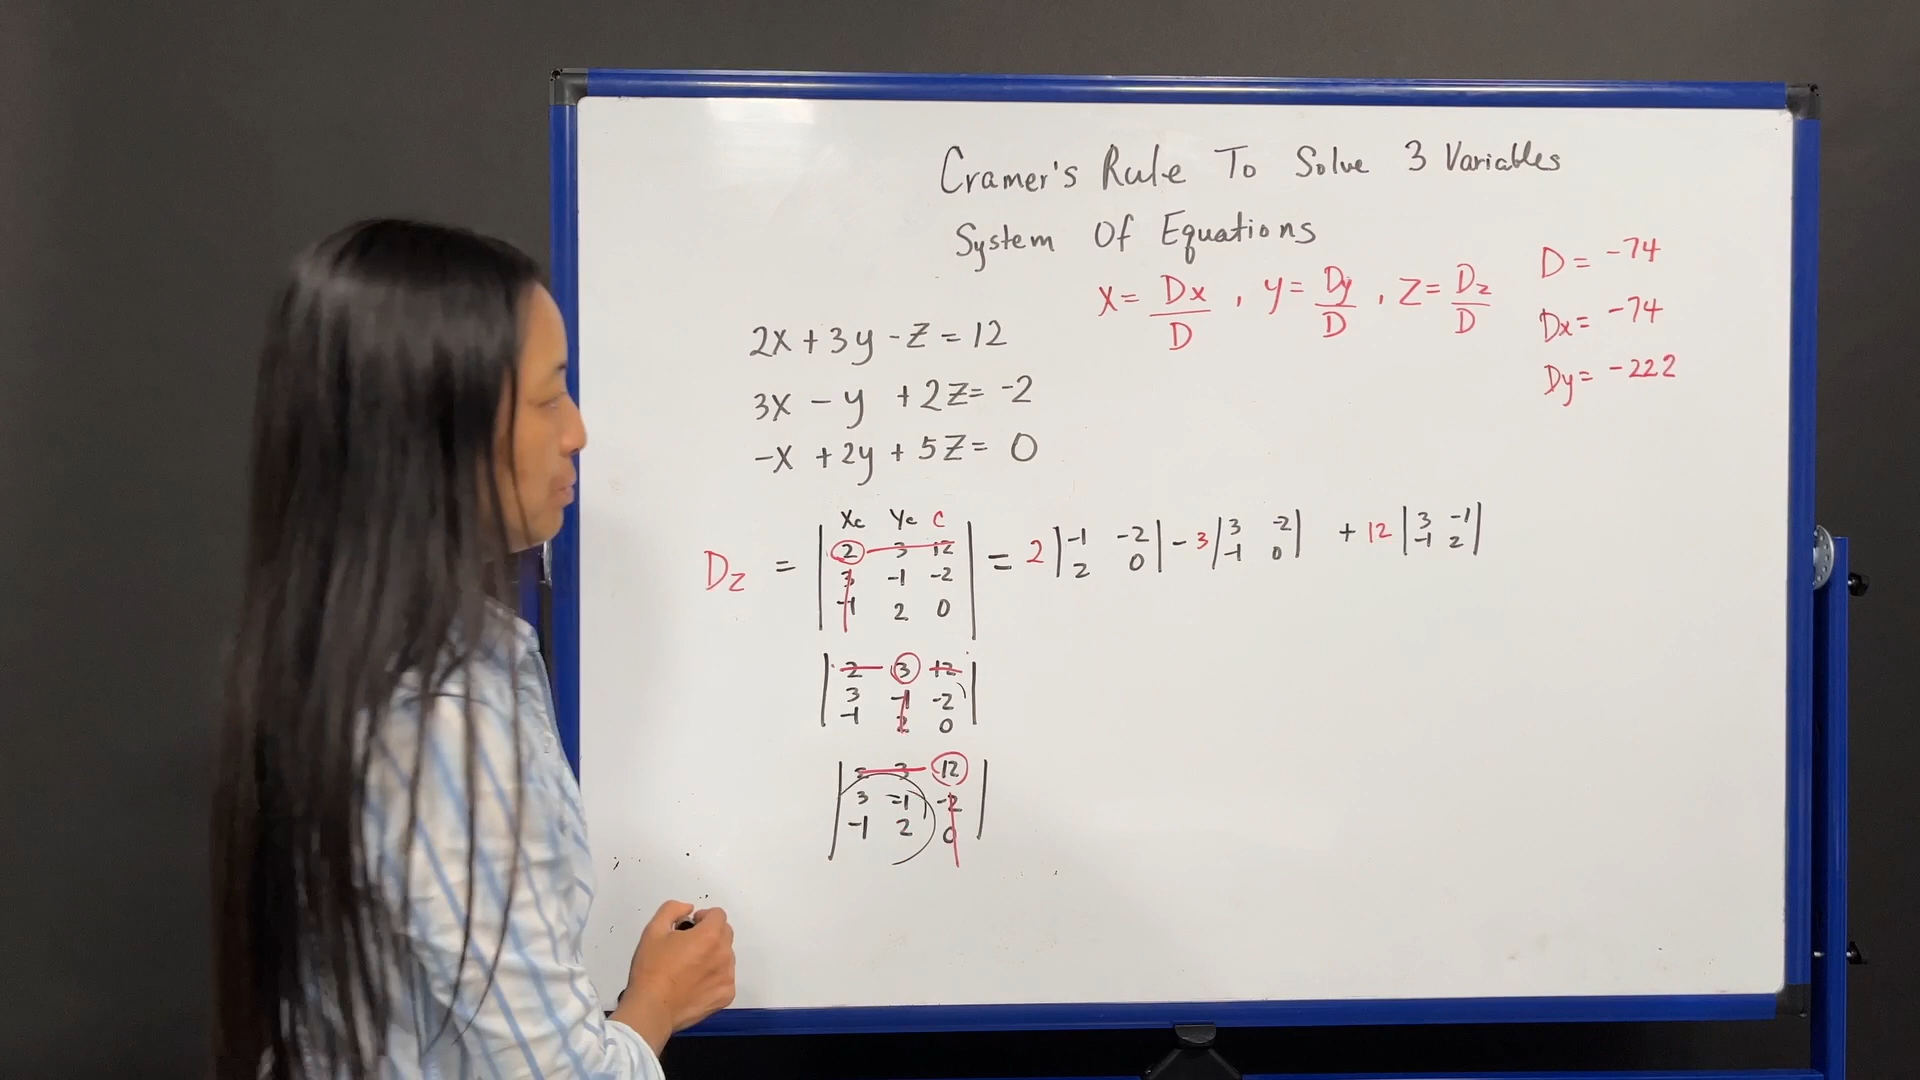 Cramer's Rule To Solve 3 Variables
System Of Equations
x = Dx/D , y = Dy/D , z = Dz/D
D = -74
Dx = -74
Dy = -222
2x + 3y - z = 12
3x - y + 2z = -2
-x + 2y + 5z = 0
Xc Yc C
Dz = | 2 3 12 | = 2 | -1 -2 | - 3 | 3 -2 | + 12 | 3 -1 |
| 3 -1 -2 | | 2 0 | | -1 0 | | -1 2 |
| -1 2 0 |
| 2 3 12 |
| 3 -1 -2 |
| -1 2 0 |
| 2 3 12 |
| 3 -1 -2 |
| -1 2 0 |